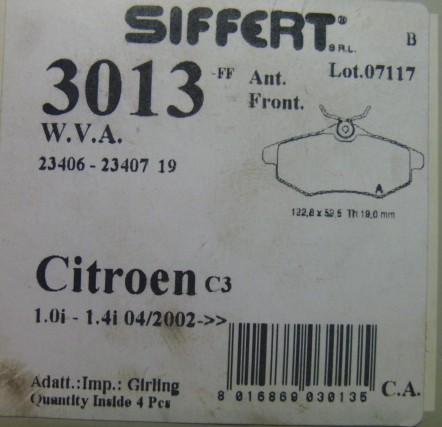 SIFFERT®
S R.L.
B
3013 -FF
Ant.
Front.
Lot.07117
W.V.A.
23406 - 23407 19
A
122,8 x 52,5 Th 19,0 mm
Citroen C3
1.0i - 1.4i 04/2002->>
Adatt.:Imp.: Girling
Quantity Inside 4 Pcs
8 016869 030135
C.A.